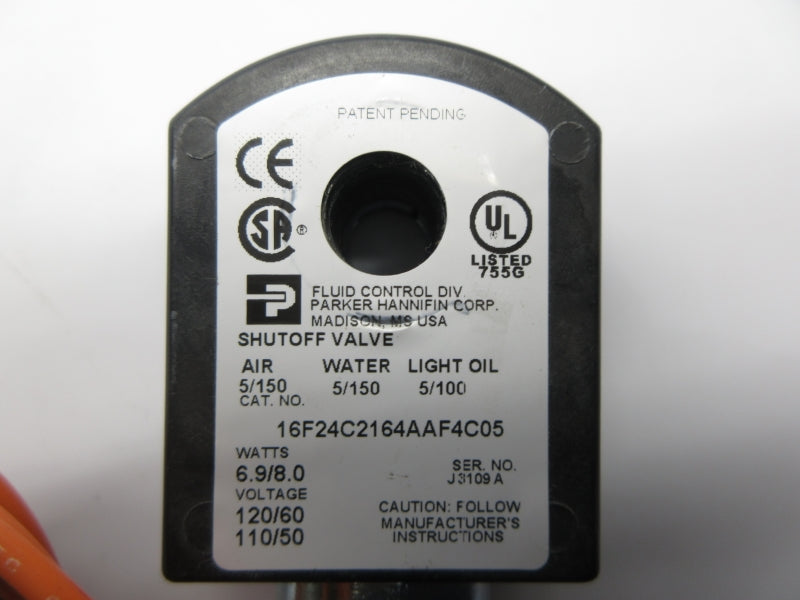 PATENT PENDING
CE
SA ®
UL
LISTED
755G
P
FLUID CONTROL DIV.
PARKER HANNIFIN CORP.
MADISON, MS USA
SHUTOFF VALVE
AIR WATER LIGHT OIL
5/150 5/150 5/100
CAT. NO.
16F24C2164AAF4C05
WATTS
6.9/8.0
SER. NO.
J3109 A
VOLTAGE
120/60
110/50
CAUTION: FOLLOW
MANUFACTURER'S
INSTRUCTIONS